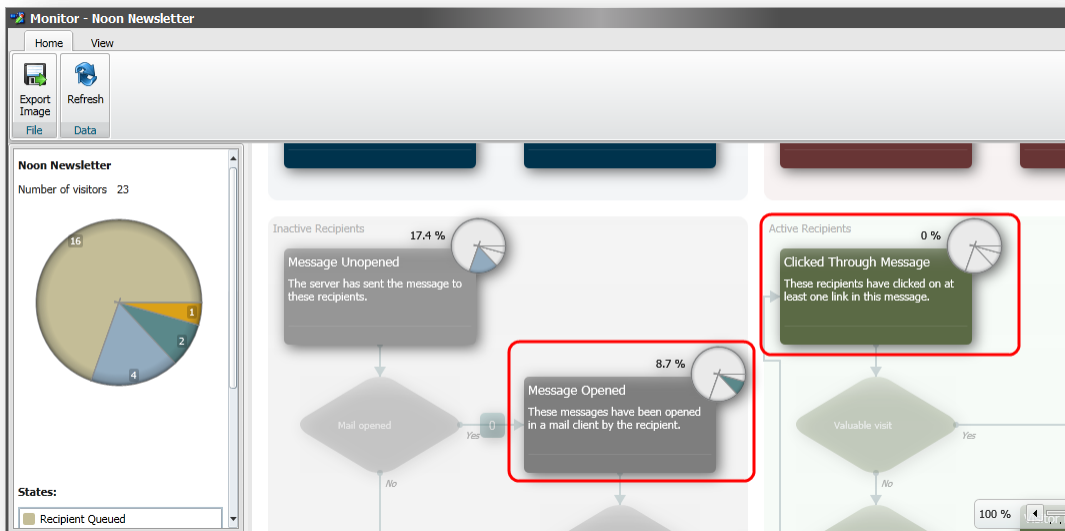 Monitor - Noon Newsletter
Home View
Export
Image
Refresh
File Data
Noon Newsletter
Number of visitors 23
16
1
2
4
States:
Recipient Queued
Inactive Recipients
17.4 %
Message Unopened
The server has sent the message to
these recipients.
Mail opened
Yes
0
No
8.7 %
Message Opened
These messages have been opened
in a mail client by the recipient.
Active Recipients
0 %
Clicked Through Message
These recipients have clicked on at
least one link in this message.
Valuable visit
Yes
No
100 %